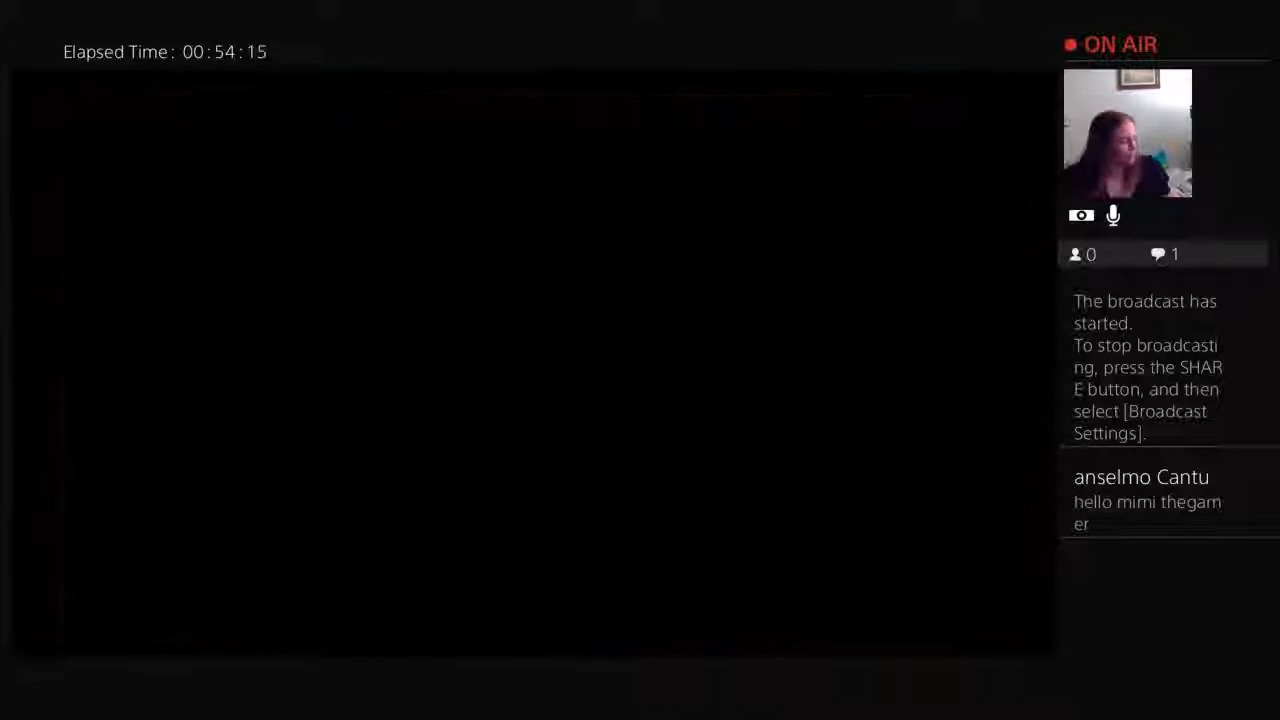 Elapsed Time: 00:54:15
ON AIR
0 1
The broadcast has
started.
To stop broadcasti
ng, press the SHAR
E button, and then
select [Broadcast
Settings].
anselmo Cantu
hello mimi thegam
er